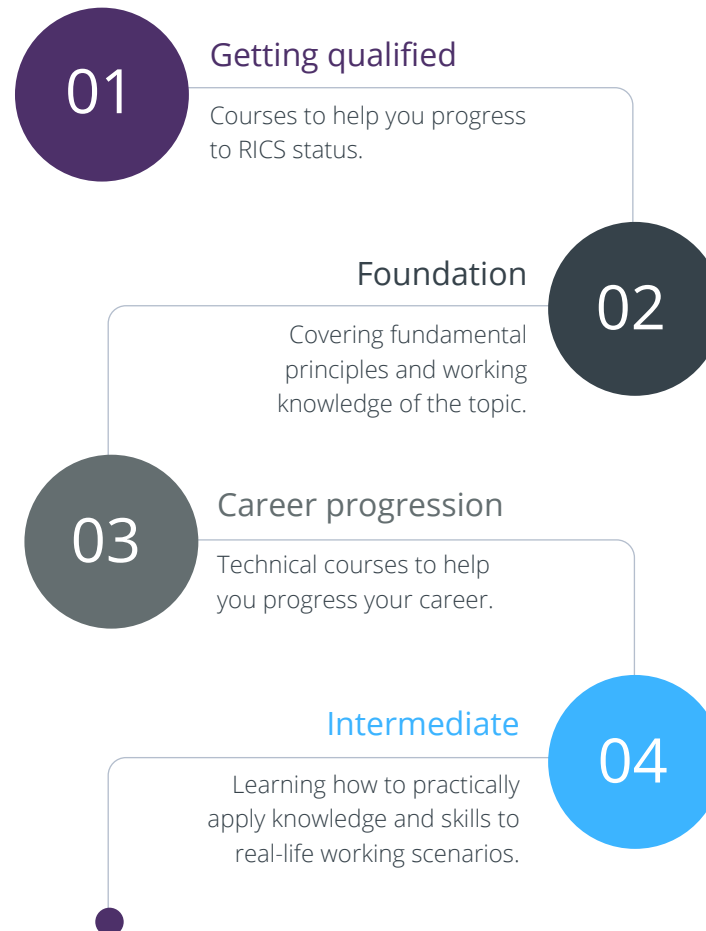 01
Getting qualified
Courses to help you progress
to RICS status.
Foundation
02
Covering fundamental
principles and working
knowledge of the topic.
03
Career progression
Technical courses to help
you progress your career.
Intermediate
04
Learning how to practically
apply knowledge and skills to
real-life working scenarios.